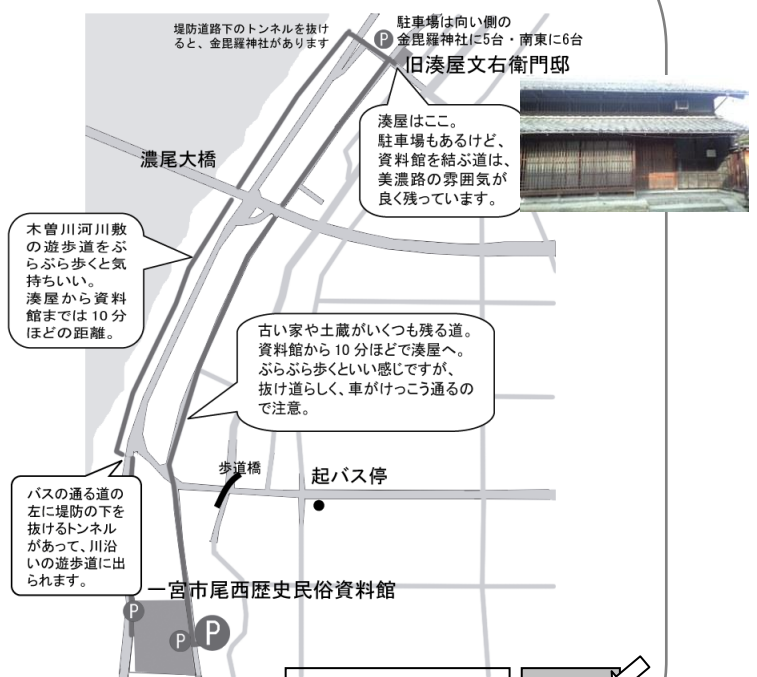 堤防道路下のトンネルを抜け
ると、金毘羅神社があります
駐車場は向い側の
P 金毘羅神社に5台・南東に6台
旧湊屋文右衛門邸
湊屋はここ。
駐車場もあるけど、
資料館を結ぶ道は、
美濃路の雰囲気が
良く残っています。
濃尾大橋
木曽川河川敷
の遊歩道をぶ
らぶら歩くと気
持ちいい。
湊屋から資料
館までは10分
ほどの距離。
古い家や土蔵がいくつも残る道。
資料館から10分ほどで湊屋へ。
ぶらぶら歩くといい感じですが、
抜け道らしく、車がけっこう通るの
で注意。
歩道橋
起バス停
バスの通る道の
左に堤防の下を
抜けるトンネル
があって、川沿
いの遊歩道に出
られます。
一宮市尾西歴史民俗資料館
P
P
P